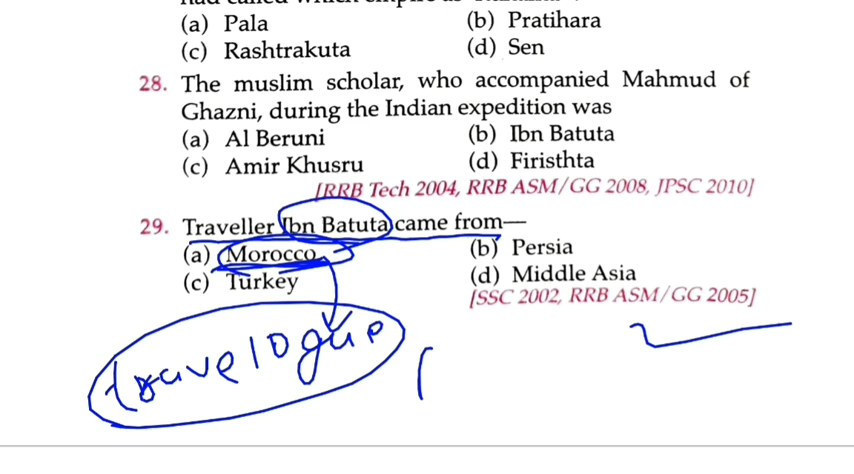 (a) Pala (b) Pratihara
(c) Rashtrakuta (d) Sen
28. The muslim scholar, who accompanied Mahmud of
Ghazni, during the Indian expedition was
(a) Al Beruni (b) Ibn Batuta
(c) Amir Khusru (d) Firisthta
[RRB Tech 2004, RRB ASM/GG 2008, JPSC 2010]
29. Traveller Ibn Batuta came from—
(a) Morocco (b) Persia
(c) Turkey (d) Middle Asia
[SSC 2002, RRB ASM/GG 2005]
travelogue